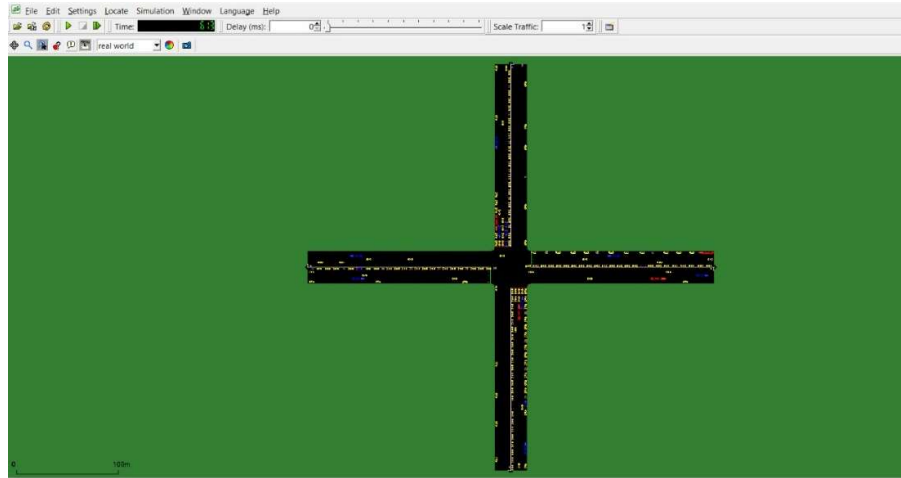 File Edit Settings Locate Simulation Window Language Help
Time: Delay (ms): 0 Scale Traffic: 1
real world
0 100m